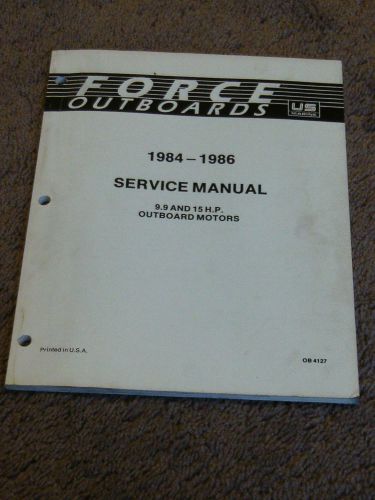 FORCE
OUTBOARDS
US
MARINE
1984 – 1986
SERVICE MANUAL
9.9 AND 15 H.P.
OUTBOARD MOTORS
Printed in U.S.A.
OB 4127